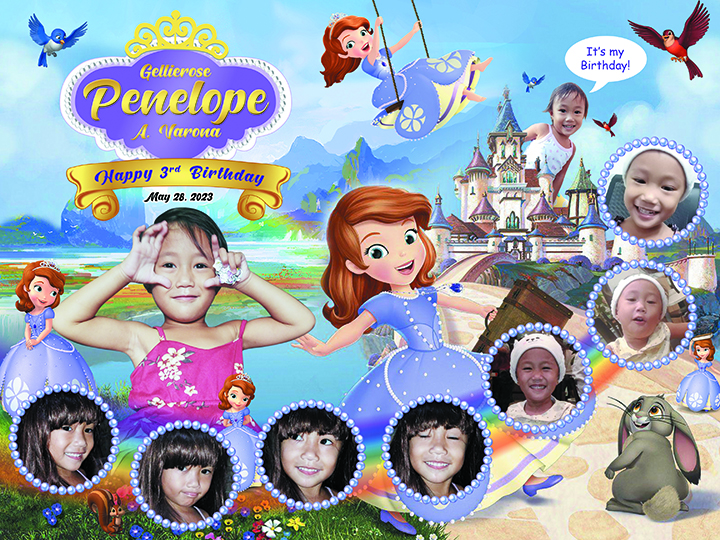 Gellierose
Penelope
A. Varona
Happy 3rd Birthday
May 28. 2023
It's my
Birthday!